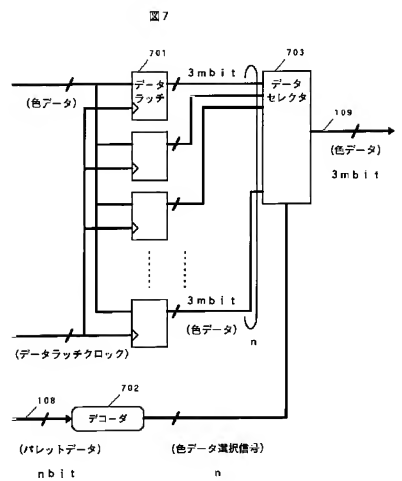 図7
701
703
データ
ラッチ
3mbit
データ
セレクタ
(色データ)
109
(色データ)
3mbit
3mbit
(色データ)
n
(データラッチクロック)
108
702
デコーダ
(パレットデータ)
(色データ選択信号)
nbit
n